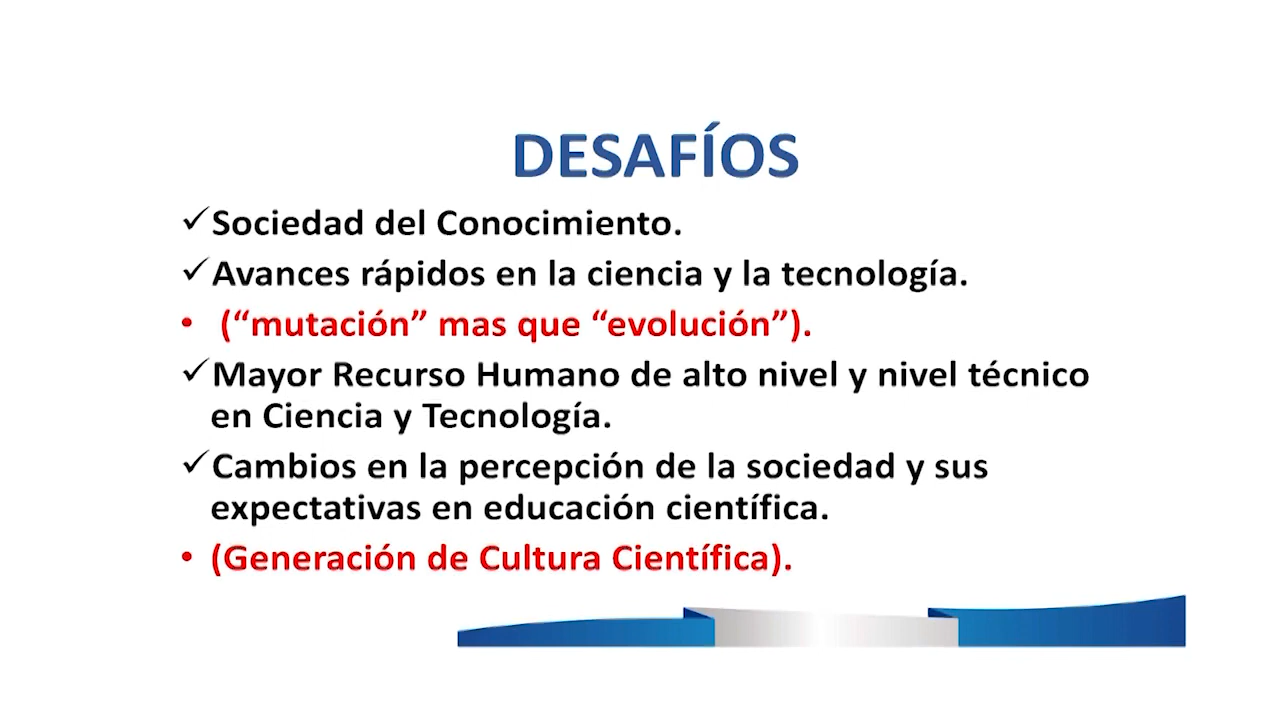 DESAFÍOS
✓Sociedad del Conocimiento.
✓Avances rápidos en la ciencia y la tecnología.
• (“mutación” mas que “evolución”).
✓Mayor Recurso Humano de alto nivel y nivel técnico
en Ciencia y Tecnología.
✓Cambios en la percepción de la sociedad y sus
expectativas en educación científica.
• (Generación de Cultura Científica).